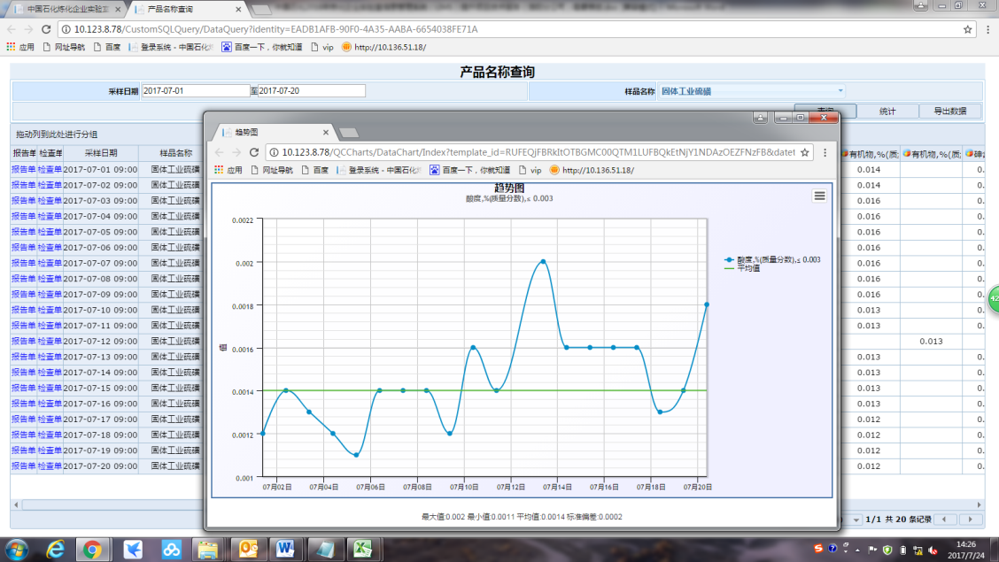 中国石化炼化企业实验室
产品名称查询
10.123.8.78/CustomSQLQuery/DataQuery?identity=EADB1AFB-90F0-4A35-AABA-6654038FE71A
应用 网址导航 百度 登录系统 - 中国石化 百度一下，你就知道 vip http://10.136.51.18/
产品名称查询
采样日期 2017-07-01 至 2017-07-20 样品名称 固体工业硫磺
查询 统计 导出数据
拖动列到此处进行分组
报告单 检查单 采样日期 样品名称 有机物,%(质 有机物,%(质
报告单 检查单 2017-07-01 09:00 固体工业硫磺 0.014 0.
报告单 检查单 2017-07-02 09:00 固体工业硫磺 0.014 0.
报告单 检查单 2017-07-03 09:00 固体工业硫磺 0.016 0.
报告单 检查单 2017-07-04 09:00 固体工业硫磺 0.016 0.
报告单 检查单 2017-07-05 09:00 固体工业硫磺 0.016 0.
报告单 检查单 2017-07-06 09:00 固体工业硫磺 0.016 0.
报告单 检查单 2017-07-07 09:00 固体工业硫磺 0.016 0.
报告单 检查单 2017-07-08 09:00 固体工业硫磺 0.016 0.
报告单 检查单 2017-07-09 09:00 固体工业硫磺 0.016 0.
报告单 检查单 2017-07-10 09:00 固体工业硫磺 0.013 0.
报告单 检查单 2017-07-11 09:00 固体工业硫磺 0.013 0.
报告单 检查单 2017-07-12 09:00 固体工业硫磺 0.013 0.
报告单 检查单 2017-07-13 09:00 固体工业硫磺 0.013 0.
报告单 检查单 2017-07-14 09:00 固体工业硫磺 0.013 0.
报告单 检查单 2017-07-15 09:00 固体工业硫磺 0.013 0.
报告单 检查单 2017-07-16 09:00 固体工业硫磺 0.013 0.
报告单 检查单 2017-07-17 09:00 固体工业硫磺 0.012 0.
报告单 检查单 2017-07-18 09:00 固体工业硫磺 0.012 0.
报告单 检查单 2017-07-19 09:00 固体工业硫磺 0.012 0.
报告单 检查单 2017-07-20 09:00 固体工业硫磺 0.012 0.
1/1 共 20 条记录
趋势图
10.123.8.78/QCCharts/DataChart/Index?template_id=RUFEQjFBRkItOTBGMC00QTM1LUFBQkEtNjY1NDAzOEZFNzFB&datet
应用 网址导航 百度 登录系统 - 中国石化 百度一下，你就知道 vip http://10.136.51.18/
趋势图
酸度,%(质量分数),≤ 0.003
0.0022
0.002
0.0018
0.0016
0.0014
0.0012
0.001
值
07月02日 07月04日 07月06日 07月08日 07月10日 07月12日 07月14日 07月16日 07月18日 07月20日
酸度,%(质量分数),≤ 0.003
平均值
最大值:0.002 最小值:0.0011 平均值:0.0014 标准偏差:0.0002
42
14:26
2017/7/24